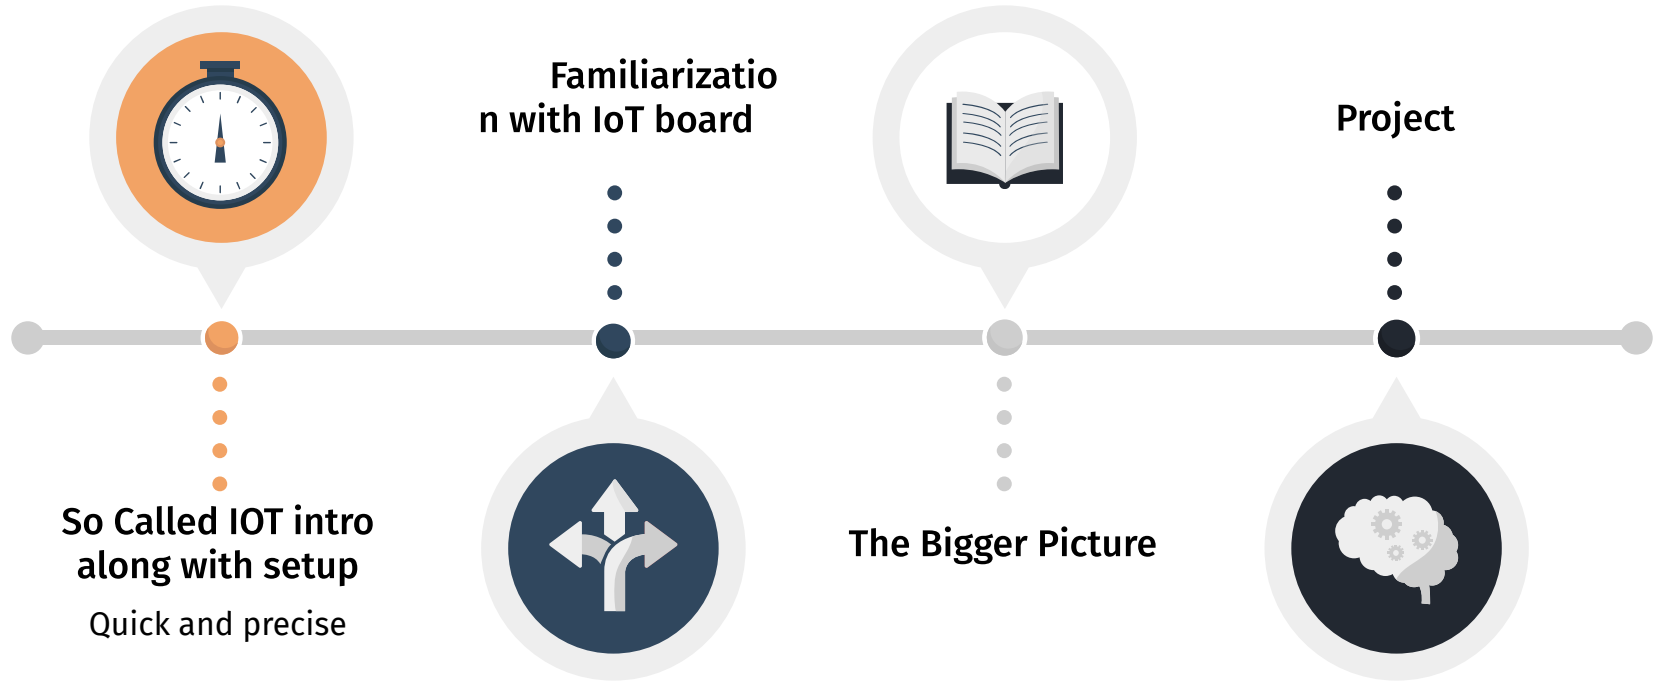 So Called IOT intro
along with setup
Quick and precise
Familiarizatio
n with IoT board
The Bigger Picture
Project